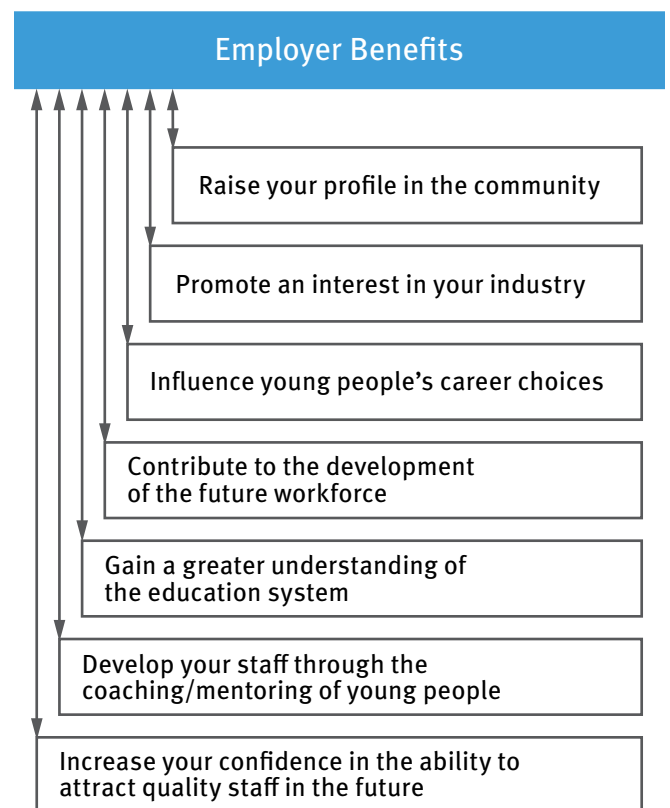 Employer Benefits
Raise your profile in the community
Promote an interest in your industry
Influence young people’s career choices
Contribute to the development
of the future workforce
Gain a greater understanding of
the education system
Develop your staff through the
coaching/mentoring of young people
Increase your confidence in the ability to
attract quality staff in the future